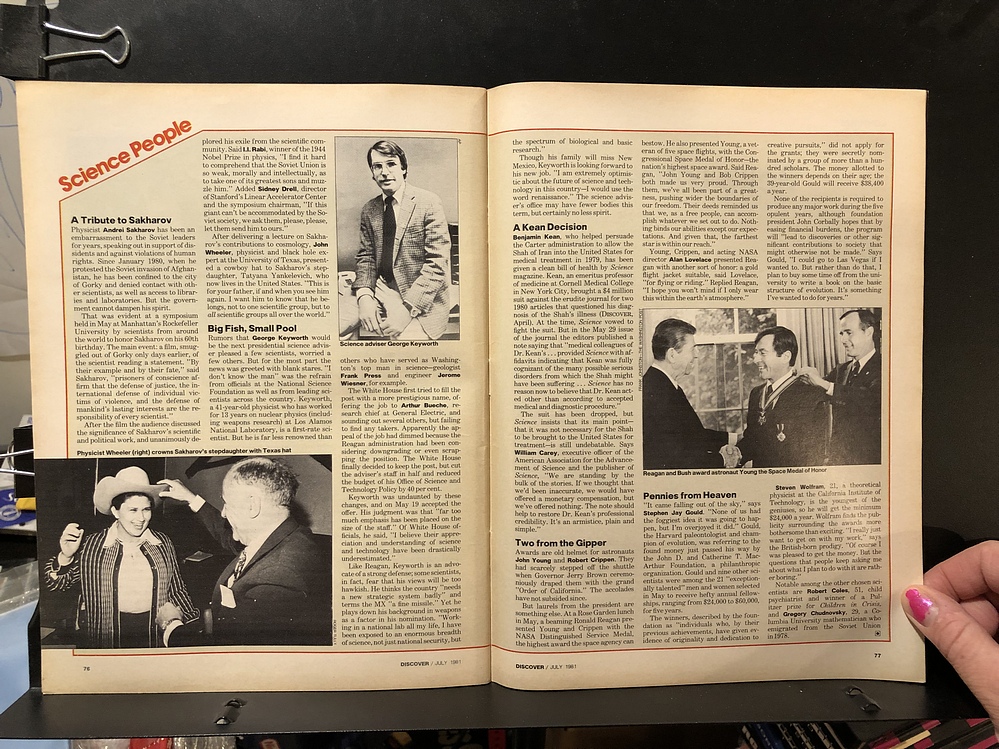 Science People
A Tribute to Sakharov
Physicist Andrei Sakharov has been an
embarrassment to the Soviet leaders
for years, speaking out in support of dis-
sidents and against violations of human
rights. Since January 1980, when he
protested the Soviet invasion of Afghan-
istan, he has been confined to the city
of Gorky and denied contact with oth-
er scientists, as well as access to librar-
ies and laboratories. But the govern-
ment cannot dampen his spirit.
That was evident at a symposium
held in May at Manhattan's Rockefeller
University by scientists from around
the world to honor Sakharov on his 60th
birthday. The main event: a film, smug-
gled out of Gorky only days earlier, of
the scientist reading a statement. "By
their example and by their fate," said
Sakharov, "prisoners of conscience af-
firm that the defense of justice, the in-
ternational defense of individual vic-
tims of violence, and the defense of
mankind's lasting interests are the re-
sponsibility of every scientist."
After the film the audience discussed
the significance of Sakharov's scientific
and political work, and unanimously de-
plored his exile from the scientific com-
munity. Said I.I. Rabi, winner of the 1944
Nobel Prize in physics, "I find it hard
to comprehend that the Soviet Union is
so weak, morally and intellectually, as
to take one of its greatest sons and muz-
zle him." Added Sidney Drell, director
of Stanford's Linear Accelerator Center
and the symposium chairman, "If this
giant can't be accommodated by the So-
viet society, we ask them, please, please,
let them send him to ours."
After delivering a lecture on Sakha-
rov's contributions to cosmology, John
Wheeler, physicist and black hole ex-
pert at the University of Texas, present-
ed a cowboy hat to Sakharov's step-
daughter, Tatyana Yankelevich, who
now lives in the United States. "This is
for your father, if and when you see him
again. I want him to know that he be-
longs, not to one scientific group, but to
all scientific groups all over the world."
Big Fish, Small Pool
Rumors that George Keyworth would
be the next presidential science advis-
er pleased a few scientists, worried a
few others. But for the most part the
news was greeted with blank stares. "I
don't know the man" was the refrain
from officials at the National Science
Foundation as well as from leading sci-
entists across the country. Keyworth,
a 41-year-old physicist who has worked
for 13 years on nuclear physics (includ-
ing weapons research) at Los Alamos
National Laboratory, is a first-rate sci-
entist. But he is far less renowned than
Physicist Wheeler (right) crowns Sakharov's stepdaughter with Texas hat
Science adviser George Keyworth
others who have served as Washing-
ton's top man in science—geologist
Frank Press and engineer Jerome
Wiesner, for example.
The White House first tried to fill the
post with a more prestigious name, of-
fering the job to Arthur Bueche, re-
search chief at General Electric, and
sounding out several others, but failing
to find any takers. Apparently the ap-
peal of the job had dimmed because the
Reagan administration had been con-
sidering downgrading or even scrap-
ping the position. The White House
finally decided to keep the post, but cut
the adviser's staff in half and reduced
the budget of his Office of Science and
Technology Policy by 40 per cent.
Keyworth was undaunted by these
changes, and on May 19 accepted the
offer. His judgment was that "far too
much emphasis has been placed on the
size of the staff." Of White House of-
ficials, he said, "I believe their appre-
ciation and understanding of science
and technology have been drastically
underestimated."
Like Reagan, Keyworth is an advo-
cate of a strong defense; some scientists,
in fact, fear that his views will be too
hawkish. He thinks the country "needs
a new strategic system badly" and
terms the MX "a fine missile." Yet he
plays down his background in weapons
as a factor in his nomination. "Work-
ing in a national lab all my life, I have
been exposed to an enormous breadth
of science, not just national security, but
76
DISCOVER / JULY 1981
the spectrum of biological and basic
research."
Though his family will miss New
Mexico, Keyworth is looking forward to
his new job. "I am extremely optimis-
tic about the future of science and tech-
nology in this country—I would use the
word renaissance." The science advis-
er's office may have fewer bodies this
term, but certainly no less spirit.
A Kean Decision
Benjamin Kean, who helped persuade
the Carter administration to allow the
Shah of Iran into the United States for
medical treatment in 1979, has been
given a clean bill of health by Science
magazine. Kean, an emeritus professor
of medicine at Cornell Medical College
in New York City, brought a $4 million
suit against the erudite journal for two
1980 articles that questioned his diag-
nosis of the Shah's illness (DISCOVER,
April). At the time, Science vowed to
fight the suit. But in the May 29 issue
of the journal the editors published a
note saying that "medical colleagues of
Dr. Kean's . . . provided Science with af-
fidavits indicating that Kean was fully
cognizant of the many possible serious
disorders from which the Shah might
have been suffering . . . Science has no
reason now to believe that Dr. Kean act-
ed other than according to accepted
medical and diagnostic procedure."
The suit has been dropped, but
Science insists that its main point—
that it was not necessary for the Shah
to be brought to the United States for
treatment—is still undebatable. Says
William Carey, executive officer of the
American Association for the Advance-
ment of Science and the publisher of
Science, "We are standing by the
bulk of the stories. If we thought that
we'd been inaccurate, we would have
offered a monetary compensation, but
we've offered nothing. The note should
help to restore Dr. Kean's professional
credibility. It's an armistice, plain and
simple."
Two from the Gipper
Awards are old helmet for astronauts
John Young and Robert Crippen. They
had scarcely stepped off the shuttle
when Governor Jerry Brown ceremo-
niously draped them with the grand
"Order of California." The accolades
have not subsided since.
But laurels from the president are
something else. At a Rose Garden lunch
in May, a beaming Ronald Reagan pre-
sented Young and Crippen with the
NASA Distinguished Service Medal,
the highest award the space agency can
bestow. He also presented Young, a vet-
eran of five space flights, with the Con-
gressional Space Medal of Honor—the
nation's highest space award. Said Rea-
gan, "John Young and Bob Crippen
both made us very proud. Through
them, we've all been part of a great-
ness, pushing wider the boundaries of
our freedom. Their deeds reminded us
that we, as a free people, can accom-
plish whatever we set out to do. Noth-
ing binds our abilities except our expec-
tations. And given that, the farthest
star is within our reach."
Young, Crippen, and acting NASA
director Alan Lovelace presented Rea-
gan with another sort of honor: a gold
flight jacket suitable, said Lovelace,
"for flying or riding." Replied Reagan,
"I hope you won't mind if I only wear
this within the earth's atmosphere."
Reagan and Bush award astronaut Young the Space Medal of Honor
Pennies from Heaven
"It came falling out of the sky," says
Stephen Jay Gould. "None of us had
the foggiest idea it was going to hap-
pen, but I'm overjoyed it did." Gould,
the Harvard paleontologist and cham-
pion of evolution, was referring to the
found money just passed his way by
the John D. and Catherine T. Mac-
Arthur Foundation, a philanthropic
organization. Gould and nine other sci-
entists were among the 21 "exception-
ally talented" men and women selected
in May to receive hefty annual fellow-
ships, ranging from $24,000 to $60,000,
for five years.
The winners, described by the foun-
dation as "individuals who, by their
previous achievements, have given ev-
idence of originality and dedication to
creative pursuits," did not apply for
the grants; they were secretly nom-
inated by a group of more than a hun-
dred scholars. The money allotted to
the winners depends on their age; the
39-year-old Gould will receive $38,400
a year.
None of the recipients is required to
produce any major work during the five
opulent years, although foundation
president John Corbally hopes that by
easing financial burdens, the program
will "lead to discoveries or other sig-
nificant contributions to society that
might otherwise not be made." Says
Gould, "I could go to Las Vegas if I
wanted to. But rather than do that, I
plan to buy some time off from the uni-
versity to write a book on the basic
structure of evolution. It's something
I've wanted to do for years."
Steven Wolfram, 21, a theoretical
physicist at the California Institute of
Technology, is the youngest of the
geniuses, so he will get the minimum
$24,000 a year. Wolfram finds the pub-
licity surrounding the awards more
bothersome than exciting. "I really just
want to get on with my work," says
the British-born prodigy. "Of course I
was pleased to get the money. But the
questions that people keep asking me
about what I plan to do with it are rath-
er boring."
Notable among the other chosen sci-
entists are Robert Coles, 51, child
psychiatrist and winner of a Pul-
itzer prize for Children in Crisis,
and Gregory Chudnovsky, 29, a Co-
lumbia University mathematician who
emigrated from the Soviet Union
in 1978.
DISCOVER / JULY 1981
77